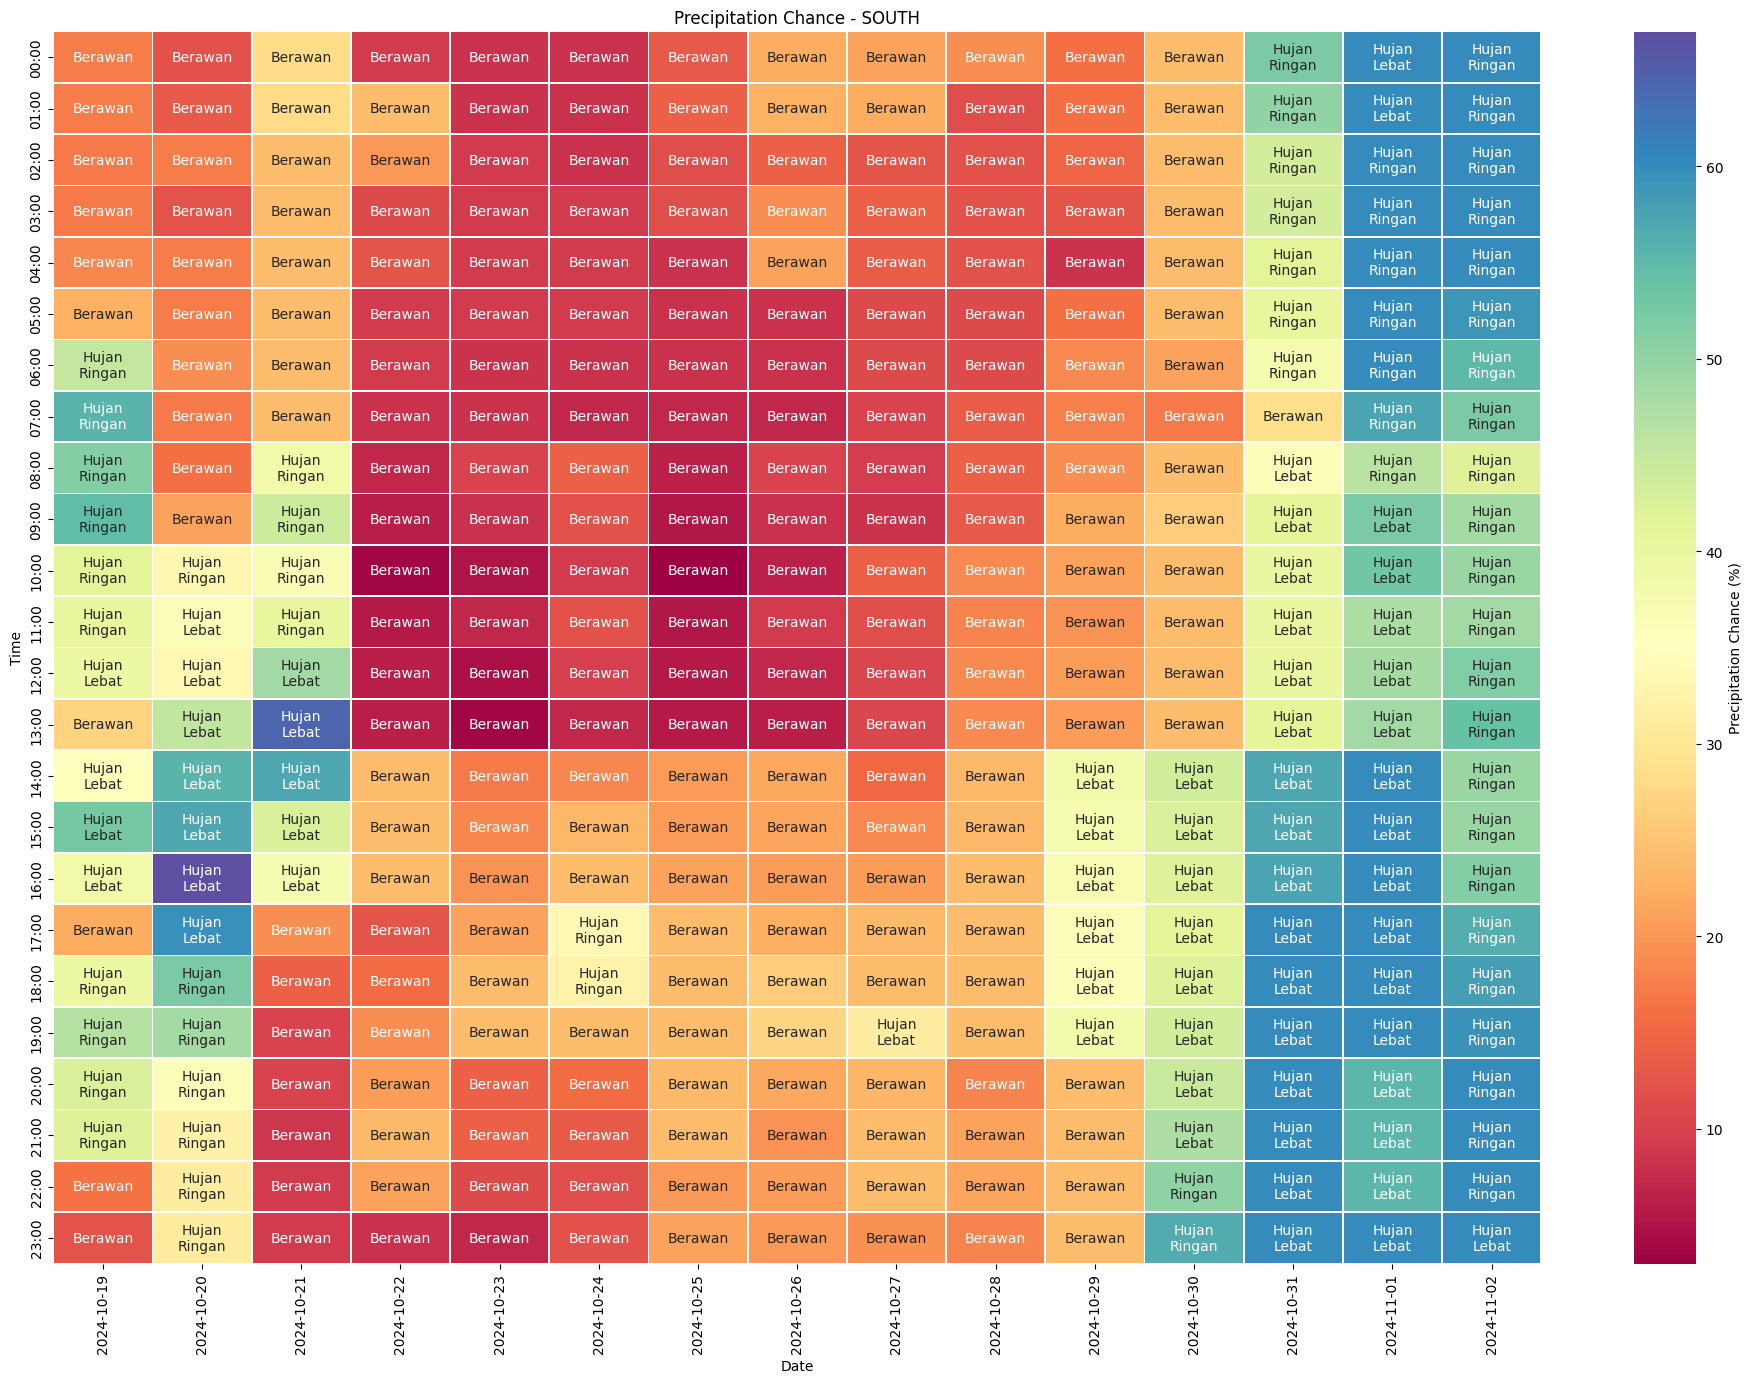 Precipitation Chance - SOUTH
00:00 Berawan Berawan Berawan Berawan Berawan Berawan Berawan Berawan Berawan Berawan Berawan Berawan Hujan Ringan Hujan Lebat Hujan Ringan
01:00 Berawan Berawan Berawan Berawan Berawan Berawan Berawan Berawan Berawan Berawan Berawan Berawan Hujan Ringan Hujan Lebat Hujan Ringan
02:00 Berawan Berawan Berawan Berawan Berawan Berawan Berawan Berawan Berawan Berawan Berawan Berawan Hujan Ringan Hujan Ringan Hujan Ringan
03:00 Berawan Berawan Berawan Berawan Berawan Berawan Berawan Berawan Berawan Berawan Berawan Berawan Hujan Ringan Hujan Ringan Hujan Ringan
04:00 Berawan Berawan Berawan Berawan Berawan Berawan Berawan Berawan Berawan Berawan Berawan Berawan Hujan Ringan Hujan Ringan Hujan Ringan
05:00 Berawan Berawan Berawan Berawan Berawan Berawan Berawan Berawan Berawan Berawan Berawan Berawan Hujan Ringan Hujan Ringan Hujan Ringan
06:00 Hujan Ringan Berawan Berawan Berawan Berawan Berawan Berawan Berawan Berawan Berawan Berawan Berawan Hujan Ringan Hujan Ringan Hujan Ringan
07:00 Hujan Ringan Berawan Berawan Berawan Berawan Berawan Berawan Berawan Berawan Berawan Berawan Berawan Berawan Hujan Ringan Hujan Ringan
08:00 Hujan Ringan Berawan Hujan Ringan Berawan Berawan Berawan Berawan Berawan Berawan Berawan Berawan Berawan Hujan Lebat Hujan Ringan Hujan Ringan
09:00 Hujan Ringan Berawan Hujan Ringan Berawan Berawan Berawan Berawan Berawan Berawan Berawan Berawan Berawan Hujan Lebat Hujan Lebat Hujan Ringan
10:00 Hujan Ringan Hujan Ringan Hujan Ringan Berawan Berawan Berawan Berawan Berawan Berawan Berawan Berawan Berawan Hujan Lebat Hujan Lebat Hujan Ringan
11:00 Hujan Ringan Hujan Lebat Hujan Ringan Berawan Berawan Berawan Berawan Berawan Berawan Berawan Berawan Berawan Hujan Lebat Hujan Lebat Hujan Ringan
12:00 Hujan Lebat Hujan Lebat Hujan Lebat Berawan Berawan Berawan Berawan Berawan Berawan Berawan Berawan Berawan Hujan Lebat Hujan Lebat Hujan Ringan
13:00 Berawan Hujan Lebat Hujan Lebat Berawan Berawan Berawan Berawan Berawan Berawan Berawan Berawan Berawan Hujan Lebat Hujan Lebat Hujan Ringan
14:00 Hujan Lebat Hujan Lebat Hujan Lebat Berawan Berawan Berawan Berawan Berawan Berawan Berawan Hujan Lebat Hujan Lebat Hujan Lebat Hujan Lebat Hujan Ringan
15:00 Hujan Lebat Hujan Lebat Hujan Lebat Berawan Berawan Berawan Berawan Berawan Berawan Berawan Hujan Lebat Hujan Lebat Hujan Lebat Hujan Lebat Hujan Ringan
16:00 Hujan Lebat Hujan Lebat Hujan Lebat Berawan Berawan Berawan Berawan Berawan Berawan Berawan Hujan Lebat Hujan Lebat Hujan Lebat Hujan Lebat Hujan Ringan
17:00 Berawan Hujan Lebat Berawan Berawan Berawan Hujan Ringan Berawan Berawan Berawan Berawan Hujan Lebat Hujan Lebat Hujan Lebat Hujan Lebat Hujan Ringan
18:00 Hujan Ringan Hujan Ringan Berawan Berawan Berawan Hujan Ringan Berawan Berawan Berawan Berawan Hujan Lebat Hujan Lebat Hujan Lebat Hujan Lebat Hujan Ringan
19:00 Hujan Ringan Hujan Ringan Berawan Berawan Berawan Berawan Berawan Berawan Hujan Lebat Berawan Hujan Lebat Hujan Lebat Hujan Lebat Hujan Lebat Hujan Ringan
20:00 Hujan Ringan Hujan Ringan Berawan Berawan Berawan Berawan Berawan Berawan Berawan Berawan Berawan Hujan Lebat Hujan Lebat Hujan Lebat Hujan Ringan
21:00 Hujan Ringan Hujan Ringan Berawan Berawan Berawan Berawan Berawan Berawan Berawan Berawan Berawan Hujan Lebat Hujan Lebat Hujan Lebat Hujan Ringan
22:00 Berawan Hujan Ringan Berawan Berawan Berawan Berawan Berawan Berawan Berawan Berawan Berawan Hujan Ringan Hujan Lebat Hujan Lebat Hujan Ringan
23:00 Berawan Hujan Ringan Berawan Berawan Berawan Berawan Berawan Berawan Berawan Berawan Berawan Hujan Ringan Hujan Lebat Hujan Lebat Hujan Lebat
2024-10-19 2024-10-20 2024-10-21 2024-10-22 2024-10-23 2024-10-24 2024-10-25 2024-10-26 2024-10-27 2024-10-28 2024-10-29 2024-10-30 2024-10-31 2024-11-01 2024-11-02
Date
Time
60
50
40
30
20
10
Precipitation Chance (%)